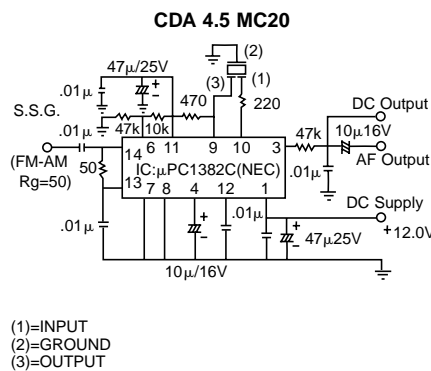 CDA 4.5 MC20
47μ/25V
(2)
.01μ
(3)
(1)
S.S.G.
470
220
DC Output
.01μ
47k
10k
47k
10μ16V
(FM-AM
Rg=50)
50
14
6
11
9
10
3
AF Output
IC:μPC1382C(NEC)
.01μ
13
7
8
4
12
1
DC Supply
.01μ
.01μ
+
−
+
−
+
−
47μ25V
+12.0V
10μ/16V
(1)=INPUT
(2)=GROUND
(3)=OUTPUT